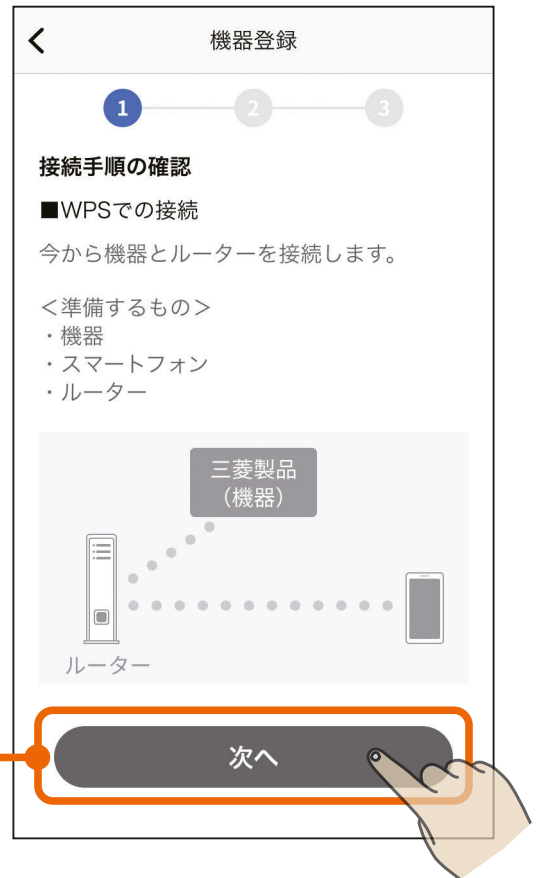 機器登録
1 2 3
接続手順の確認
■WPSでの接続
今から機器とルーターを接続します。
＜準備するもの＞
・機器
・スマートフォン
・ルーター
三菱製品
（機器）
ルーター
次へ